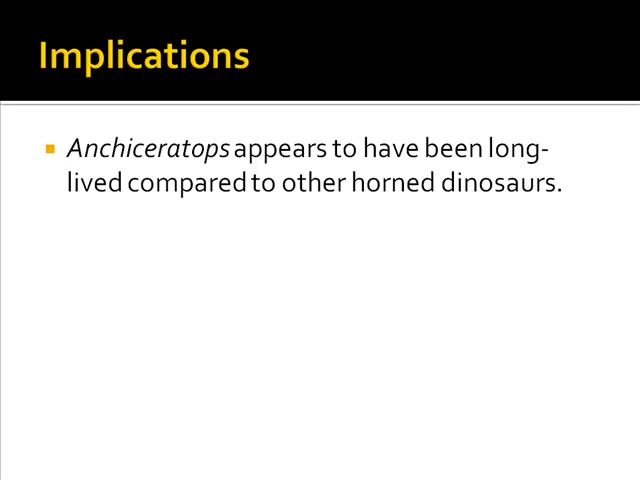 Implications
Anchiceratops appears to have been long-
lived compared to other horned dinosaurs.